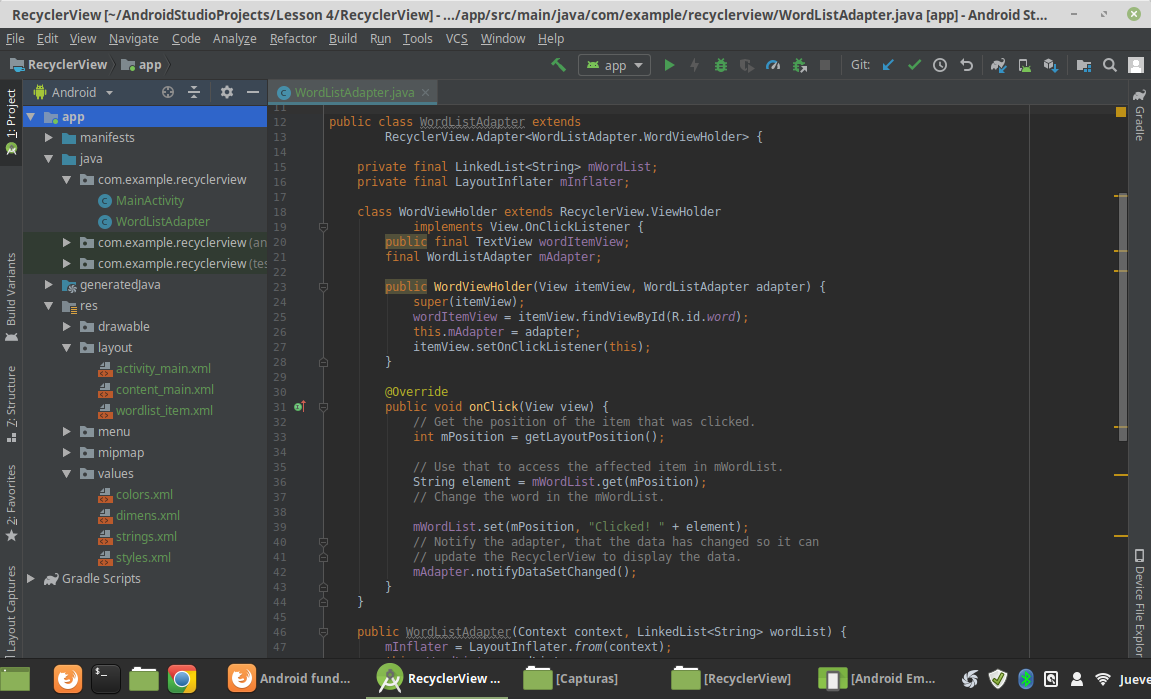 RecyclerView [~/AndroidStudioProjects/Lesson 4/RecyclerView] - .../app/src/main/java/com/example/recyclerview/WordListAdapter.java [app] - Android St...
File Edit View Navigate Code Analyze Refactor Build Run Tools VCS Window Help
RecyclerView app app Git:
1: Project
Build Variants
7: Structure
2: Favorites
Layout Captures
Android
app
manifests
java
com.example.recyclerview
MainActivity
WordListAdapter
com.example.recyclerview (an
com.example.recyclerview (tes
generatedJava
res
drawable
layout
activity_main.xml
content_main.xml
wordlist_item.xml
menu
mipmap
values
colors.xml
dimens.xml
strings.xml
styles.xml
Gradle Scripts
WordListAdapter.java
11
12 public class WordListAdapter extends
13 RecyclerView.Adapter<WordListAdapter.WordViewHolder> {
14
15 private final LinkedList<String> mWordList;
16 private final LayoutInflater mInflater;
17
18 class WordViewHolder extends RecyclerView.ViewHolder
19 implements View.OnClickListener {
20 public final TextView wordItemView;
21 final WordListAdapter mAdapter;
22
23 public WordViewHolder(View itemView, WordListAdapter adapter) {
24 super(itemView);
25 wordItemView = itemView.findViewById(R.id.word);
26 this.mAdapter = adapter;
27 itemView.setOnClickListener(this);
28 }
29
30 @Override
31 public void onClick(View view) {
32 // Get the position of the item that was clicked.
33 int mPosition = getLayoutPosition();
34
35 // Use that to access the affected item in mWordList.
36 String element = mWordList.get(mPosition);
37 // Change the word in the mWordList.
38
39 mWordList.set(mPosition, "Clicked! " + element);
40 // Notify the adapter, that the data has changed so it can
41 // update the RecyclerView to display the data.
42 mAdapter.notifyDataSetChanged();
43 }
44 }
45
46 public WordListAdapter(Context context, LinkedList<String> wordList) {
47 mInflater = LayoutInflater.from(context);
Gradle
Device File Explor
Android fund... RecyclerView ... [Capturas] [RecyclerView] [Android Em... Jueve